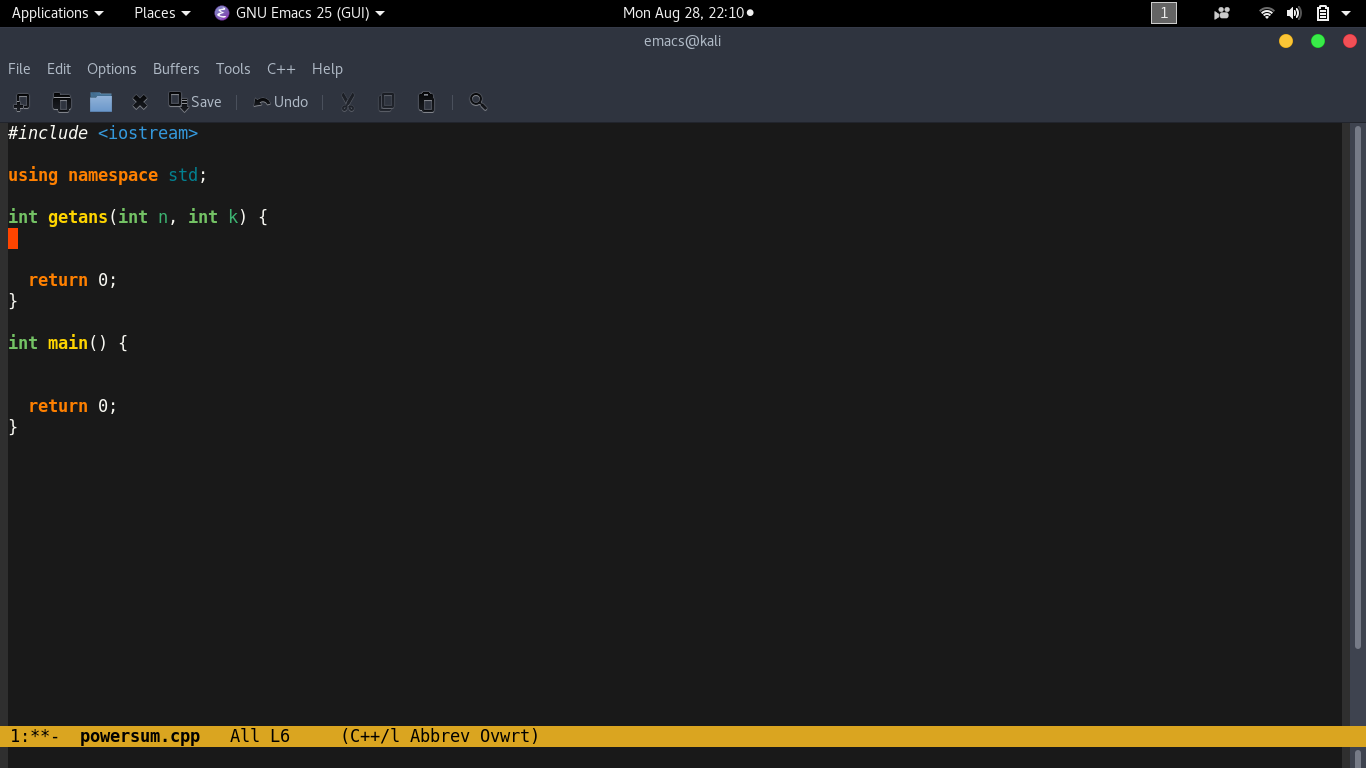 Applications Places GNU Emacs 25 (GUI) Mon Aug 28, 22:10● 1
emacs@kali
File Edit Options Buffers Tools C++ Help
Save Undo
#include <iostream>
using namespace std;
int getans(int n, int k) {
return 0;
}
int main() {
return 0;
}
1:**- powersum.cpp All L6 (C++/l Abbrev Ovwrt)